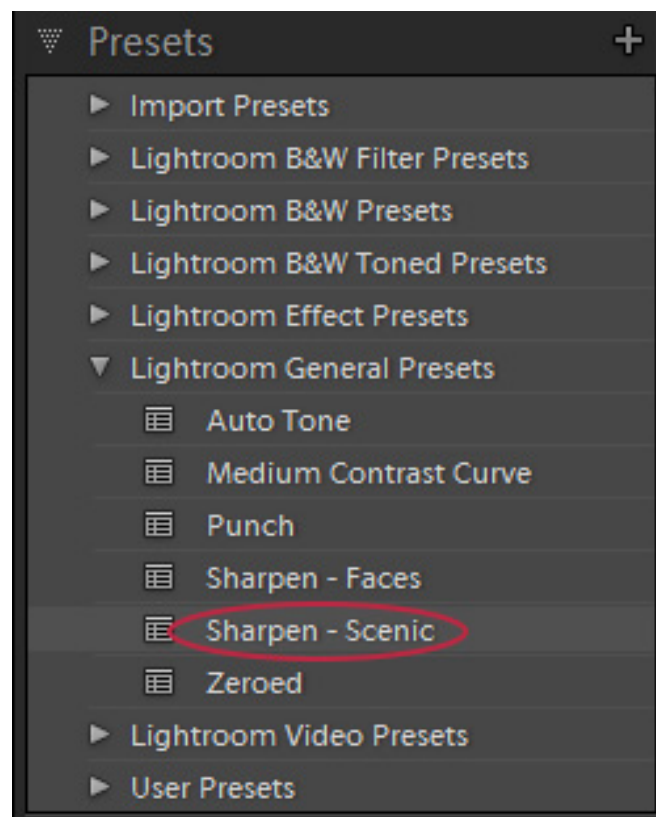 Presets
Import Presets
Lightroom B&W Filter Presets
Lightroom B&W Presets
Lightroom B&W Toned Presets
Lightroom Effect Presets
Lightroom General Presets
Auto Tone
Medium Contrast Curve
Punch
Sharpen - Faces
Sharpen - Scenic
Zeroed
Lightroom Video Presets
User Presets